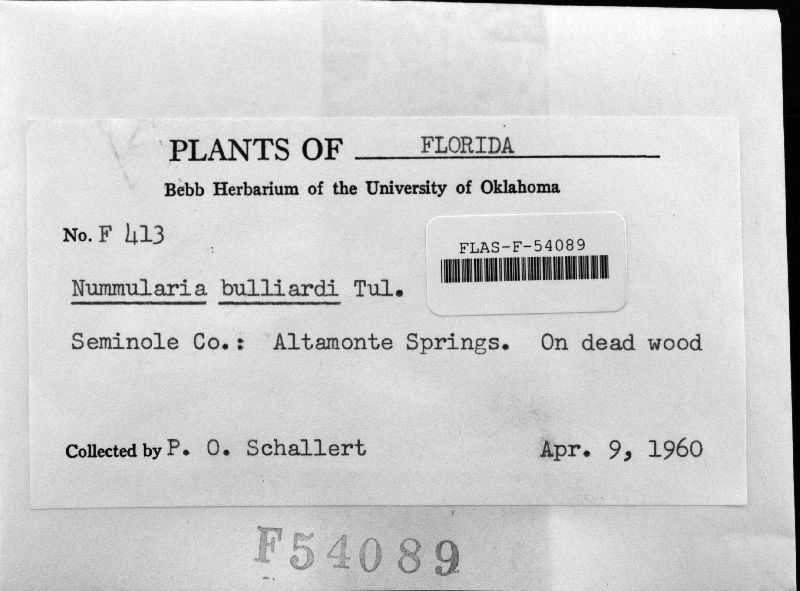 PLANTS OF FLORIDA
Bebb Herbarium of the University of Oklahoma
No. F 413
FLAS-F-54089
Nummularia bulliardi Tul.
Seminole Co.: Altamonte Springs. On dead wood
Collected by P. O. Schallert Apr. 9, 1960
F54089